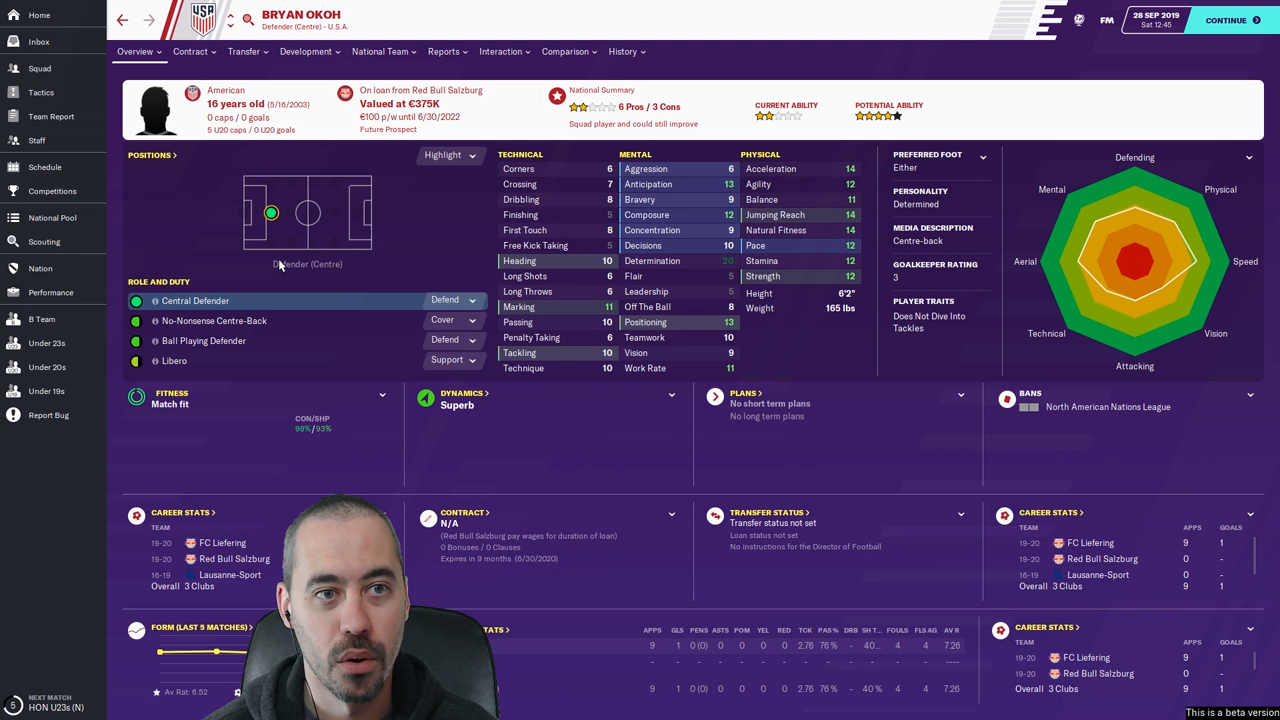 Home
Inbox
Squad
Tactics
Team Report
Staff
Schedule
Competitions
National Pool
Scouting
Nation
B Team
Under 23s
Under 20s
Under 19s
Report Bug
NEXT MATCH
5 HON U23s (N)
USA
BRYAN OKOH
Defender (Centre) - U.S.A.
FM
28 SEP 2019
Sat 12:45
CONTINUE
Overview Contract Transfer Development National Team Reports Interaction Comparison History
American
16 years old (5/16/2003)
0 caps / 0 goals
5 U20 caps / 0 U20 goals
On loan from Red Bull Salzburg
Valued at €375K
€100 p/w until 6/30/2022
Future Prospect
National Summary
6 Pros / 3 Cons
Squad player and could still improve
CURRENT ABILITY
POTENTIAL ABILITY
POSITIONS
Highlight
Defender (Centre)
ROLE AND DUTY
Central Defender Defend
No-Nonsense Centre-Back Cover
Ball Playing Defender Defend
Libero Support
TECHNICAL
Corners 6
Crossing 7
Dribbling 8
Finishing 5
First Touch 8
Free Kick Taking 5
Heading 10
Long Shots 6
Long Throws 6
Marking 11
Passing 10
Penalty Taking 6
Tackling 10
Technique 10
MENTAL
Aggression 6
Anticipation 13
Bravery 9
Composure 12
Concentration 9
Decisions 10
Determination 20
Flair 5
Leadership 5
Off The Ball 8
Positioning 13
Teamwork 10
Vision 9
Work Rate 11
PHYSICAL
Acceleration 14
Agility 12
Balance 11
Jumping Reach 14
Natural Fitness 14
Pace 12
Stamina 12
Strength 12
Height 6'2"
Weight 165 lbs
PREFERRED FOOT
Either
PERSONALITY
Determined
MEDIA DESCRIPTION
Centre-back
GOALKEEPER RATING
3
PLAYER TRAITS
Does Not Dive Into
Tackles
Defending
Mental
Physical
Aerial
Speed
Technical
Vision
Attacking
FITNESS
Match fit
CON/SHP
98%/93%
DYNAMICS
Superb
PLANS
No short term plans
No long term plans
BANS
North American Nations League
CAREER STATS
TEAM
19-20 FC Liefering
19-20 Red Bull Salzburg
16-19 Lausanne-Sport
Overall 3 Clubs
CONTRACT
N/A
(Red Bull Salzburg pay wages for duration of loan)
0 Bonuses / 0 Clauses
Expires in 9 months (6/30/2020)
TRANSFER STATUS
Transfer status not set
Loan status not set
No instructions for the Director of Football
CAREER STATS
TEAM APPS GOALS
19-20 FC Liefering 9 1
19-20 Red Bull Salzburg 0 -
16-19 Lausanne-Sport 0 -
Overall 3 Clubs 9 1
FORM (LAST 5 MATCHES)
Av Rat: 6.52
APPS GLS PENS ASTS POM YEL RED TCK PAS % DRB SH T... FOULS FLS AG AV R
9 1 0 (0) 0 0 0 0 2.76 76 % - 40... 4 4 7.26
9 1 0 (0) 0 0 0 0 2.76 76 % - 40 % 4 4 7.26
CAREER STATS
TEAM APPS GOALS
19-20 FC Liefering 9 1
19-20 Red Bull Salzburg 0 -
Overall 3 Clubs 9 1
This is a beta version